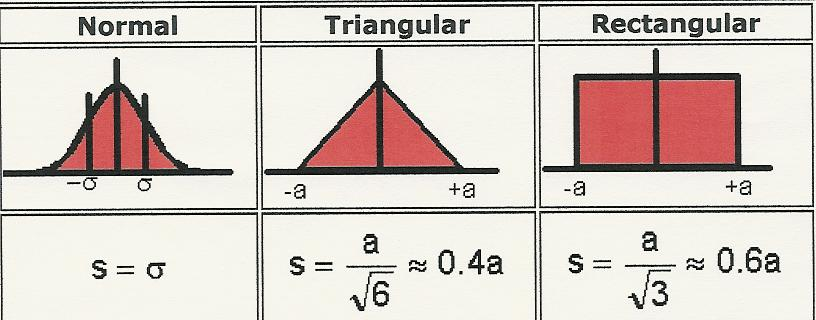 Normal Triangular Rectangular
−σ σ -a +a -a +a
s = σ s = a/√6 ≈ 0.4a s = a/√3 ≈ 0.6a